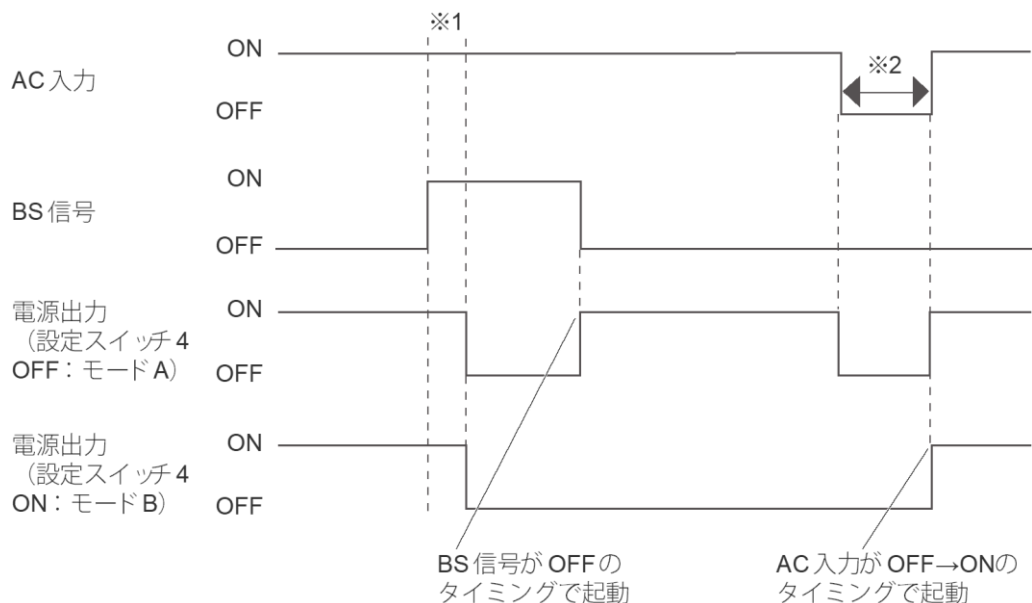 ※1
ON
AC入力
※2
OFF
ON
BS信号
OFF
電源出力
ON
(設定スイッチ4
OFF:モードA)
OFF
電源出力
ON
(設定スイッチ4
ON:モードB)
OFF
BS信号がOFFの
タイミングで起動
AC入力がOFF→ONの
タイミングで起動